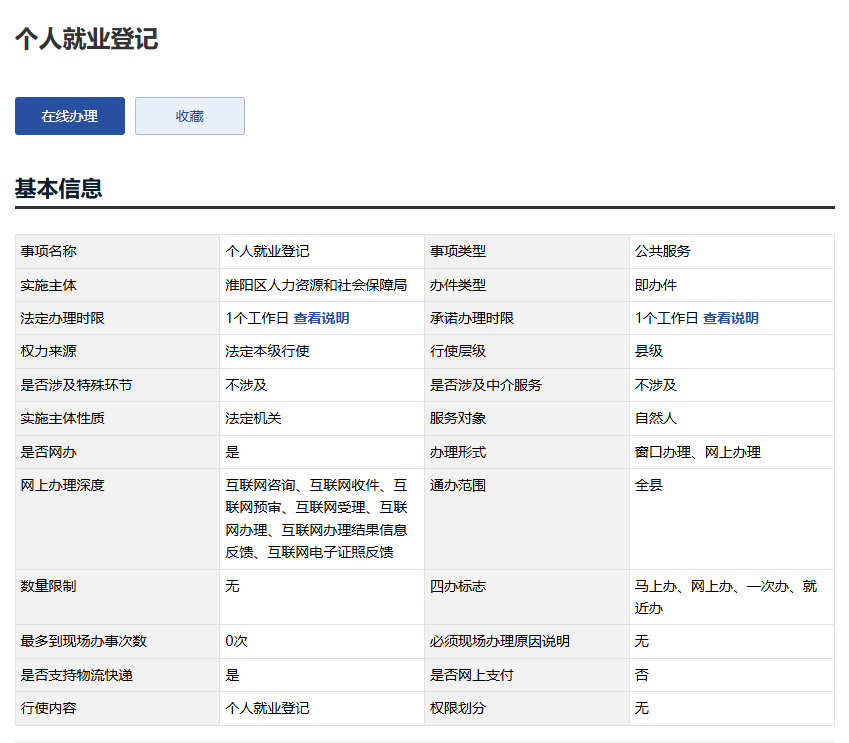 个人就业登记
在线办理 收藏
基本信息
事项名称 个人就业登记 事项类型 公共服务
实施主体 淮阳区人力资源和社会保障局 办件类型 即办件
法定办理时限 1个工作日 查看说明 承诺办理时限 1个工作日 查看说明
权力来源 法定本级行使 行使层级 县级
是否涉及特殊环节 不涉及 是否涉及中介服务 不涉及
实施主体性质 法定机关 服务对象 自然人
是否网办 是 办理形式 窗口办理、网上办理
网上办理深度 互联网咨询、互联网收件、互 通办范围 全县
联网预审、互联网受理、互联
网办理、互联网办理结果信息
反馈、互联网电子证照反馈
数量限制 无 四办标志 马上办、网上办、一次办、就
近办
最多到现场办事次数 0次 必须现场办理原因说明 无
是否支持物流快递 是 是否网上支付 否
行使内容 个人就业登记 权限划分 无